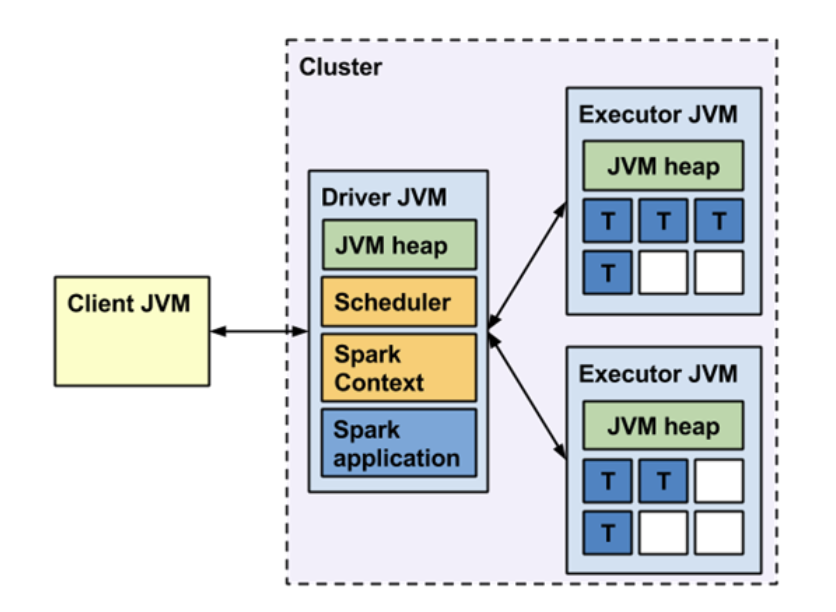 Cluster
Client JVM
Driver JVM
JVM heap
Scheduler
Spark
Context
Spark
application
Executor JVM
JVM heap
T T T
T
Executor JVM
JVM heap
T T
T